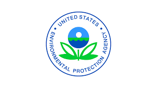 UNITED STATES
ENVIRONMENTAL PROTECTION AGENCY